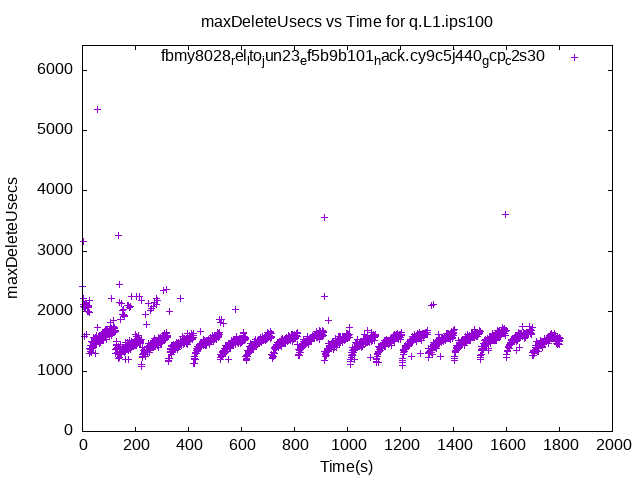 maxDeleteUsecs vs Time for q.L1.ips100
fbmy8028relltojun23ef5b9b101hack.cy9c5j440gcpc2s30
6000
5000
4000
3000
2000
1000
0
maxDeleteUsecs
0 200 400 600 800 1000 1200 1400 1600 1800 2000
Time(s)